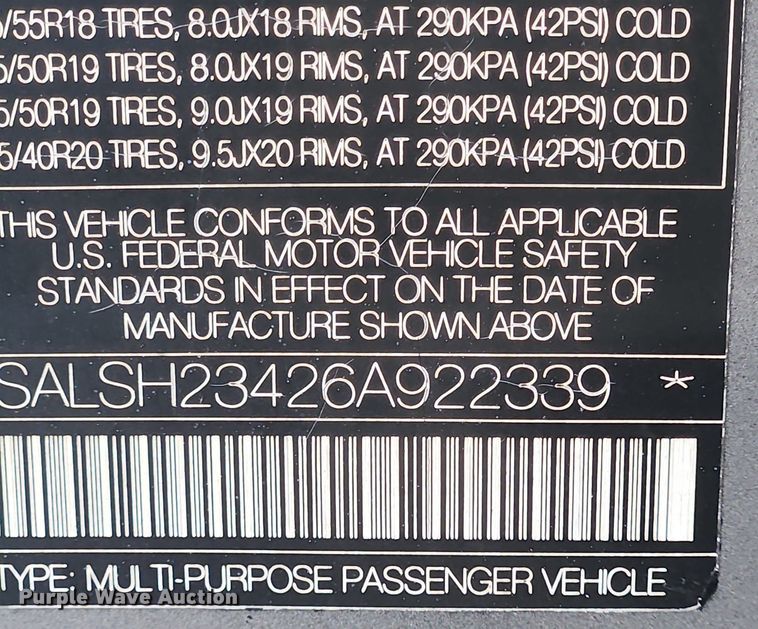 /55R18 TIRES, 8.0JX18 RIMS, AT 290KPA (42PSI) COLD
5/50R19 TIRES, 8.0JX19 RIMS, AT 290KPA (42PSI) COLD
5/50R19 TIRES, 9.0JX19 RIMS, AT 290KPA (42PSI) COLD
5/40R20 TIRES, 9.5JX20 RIMS, AT 290KPA (42PSI) COLD
THIS VEHICLE CONFORMS TO ALL APPLICABLE
U.S. FEDERAL MOTOR VEHICLE SAFETY
STANDARDS IN EFFECT ON THE DATE OF
MANUFACTURE SHOWN ABOVE
SALSH23426A922339 *
TYPE: MULTI-PURPOSE PASSENGER VEHICLE
Purple Wave Auction